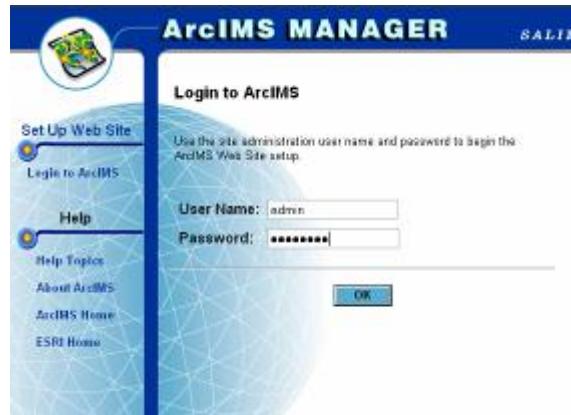 ArcIMS MANAGER
Login to ArcIMS
Use the site administration user name and password to begin the
ArcIMS Web Site setup.
User Name: admin
Password: ••••••••
OK
Set Up Web Site
Login to ArcIMS
Help
Help Topics
About ArcIMS
ArcIMS Home
ESRI Home